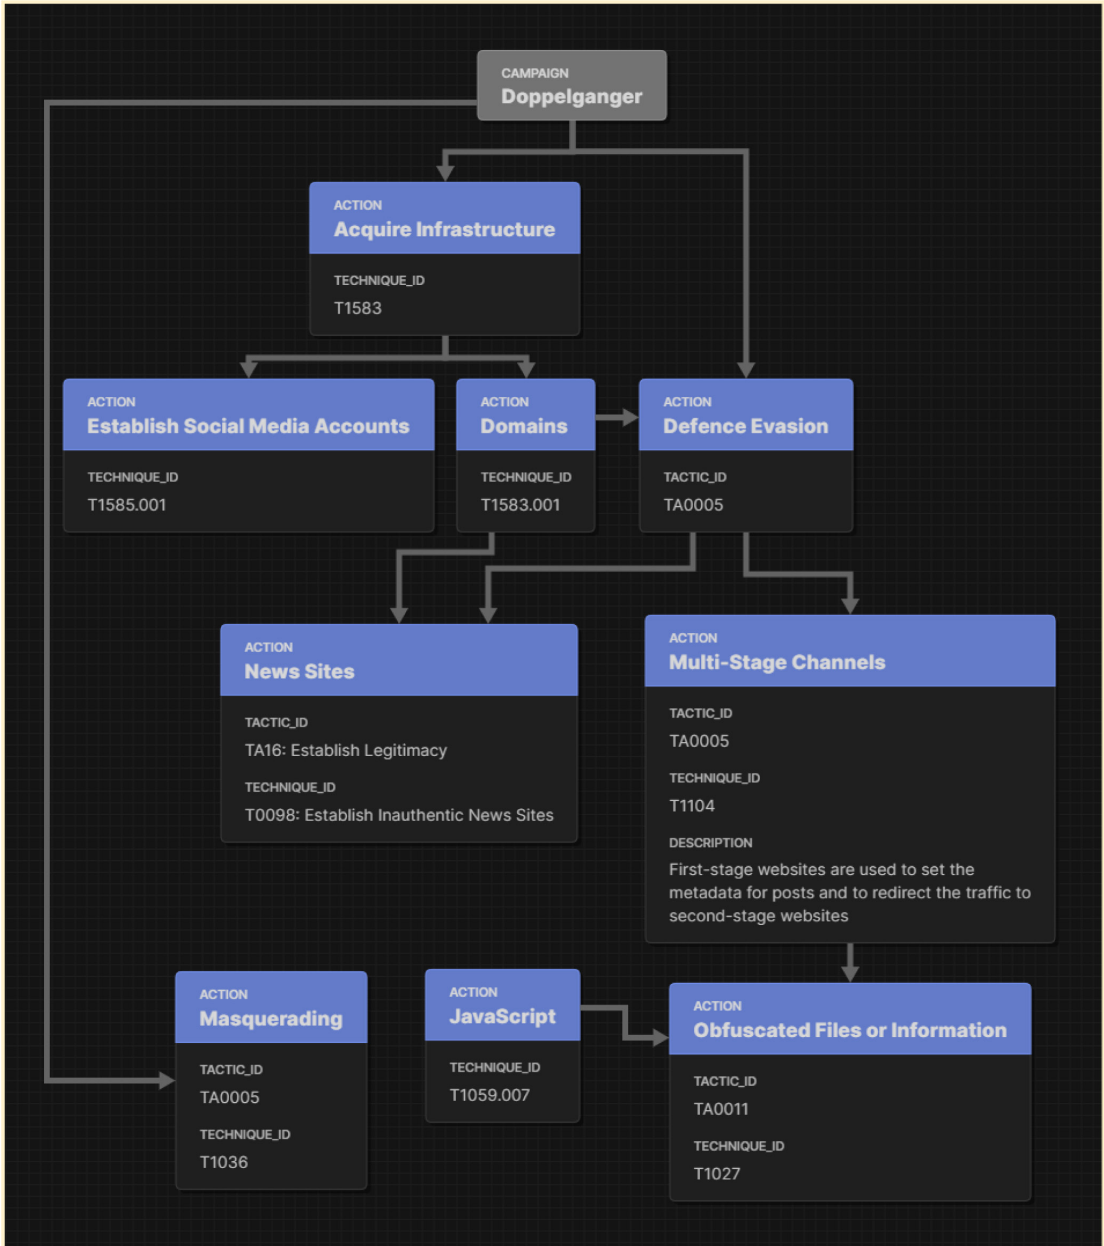 CAMPAIGN
Doppelganger
ACTION
Acquire Infrastructure
TECHNIQUE_ID
T1583
ACTION
Establish Social Media Accounts
TECHNIQUE_ID
T1585.001
ACTION
Domains
TECHNIQUE_ID
T1583.001
ACTION
Defence Evasion
TACTIC_ID
TA0005
ACTION
News Sites
TACTIC_ID
TA16: Establish Legitimacy
TECHNIQUE_ID
T0098: Establish Inauthentic News Sites
ACTION
Multi-Stage Channels
TACTIC_ID
TA0005
TECHNIQUE_ID
T1104
DESCRIPTION
First-stage websites are used to set the
metadata for posts and to redirect the traffic to
second-stage websites
ACTION
Masquerading
TACTIC_ID
TA0005
TECHNIQUE_ID
T1036
ACTION
JavaScript
TECHNIQUE_ID
T1059.007
ACTION
Obfuscated Files or Information
TACTIC_ID
TA0011
TECHNIQUE_ID
T1027